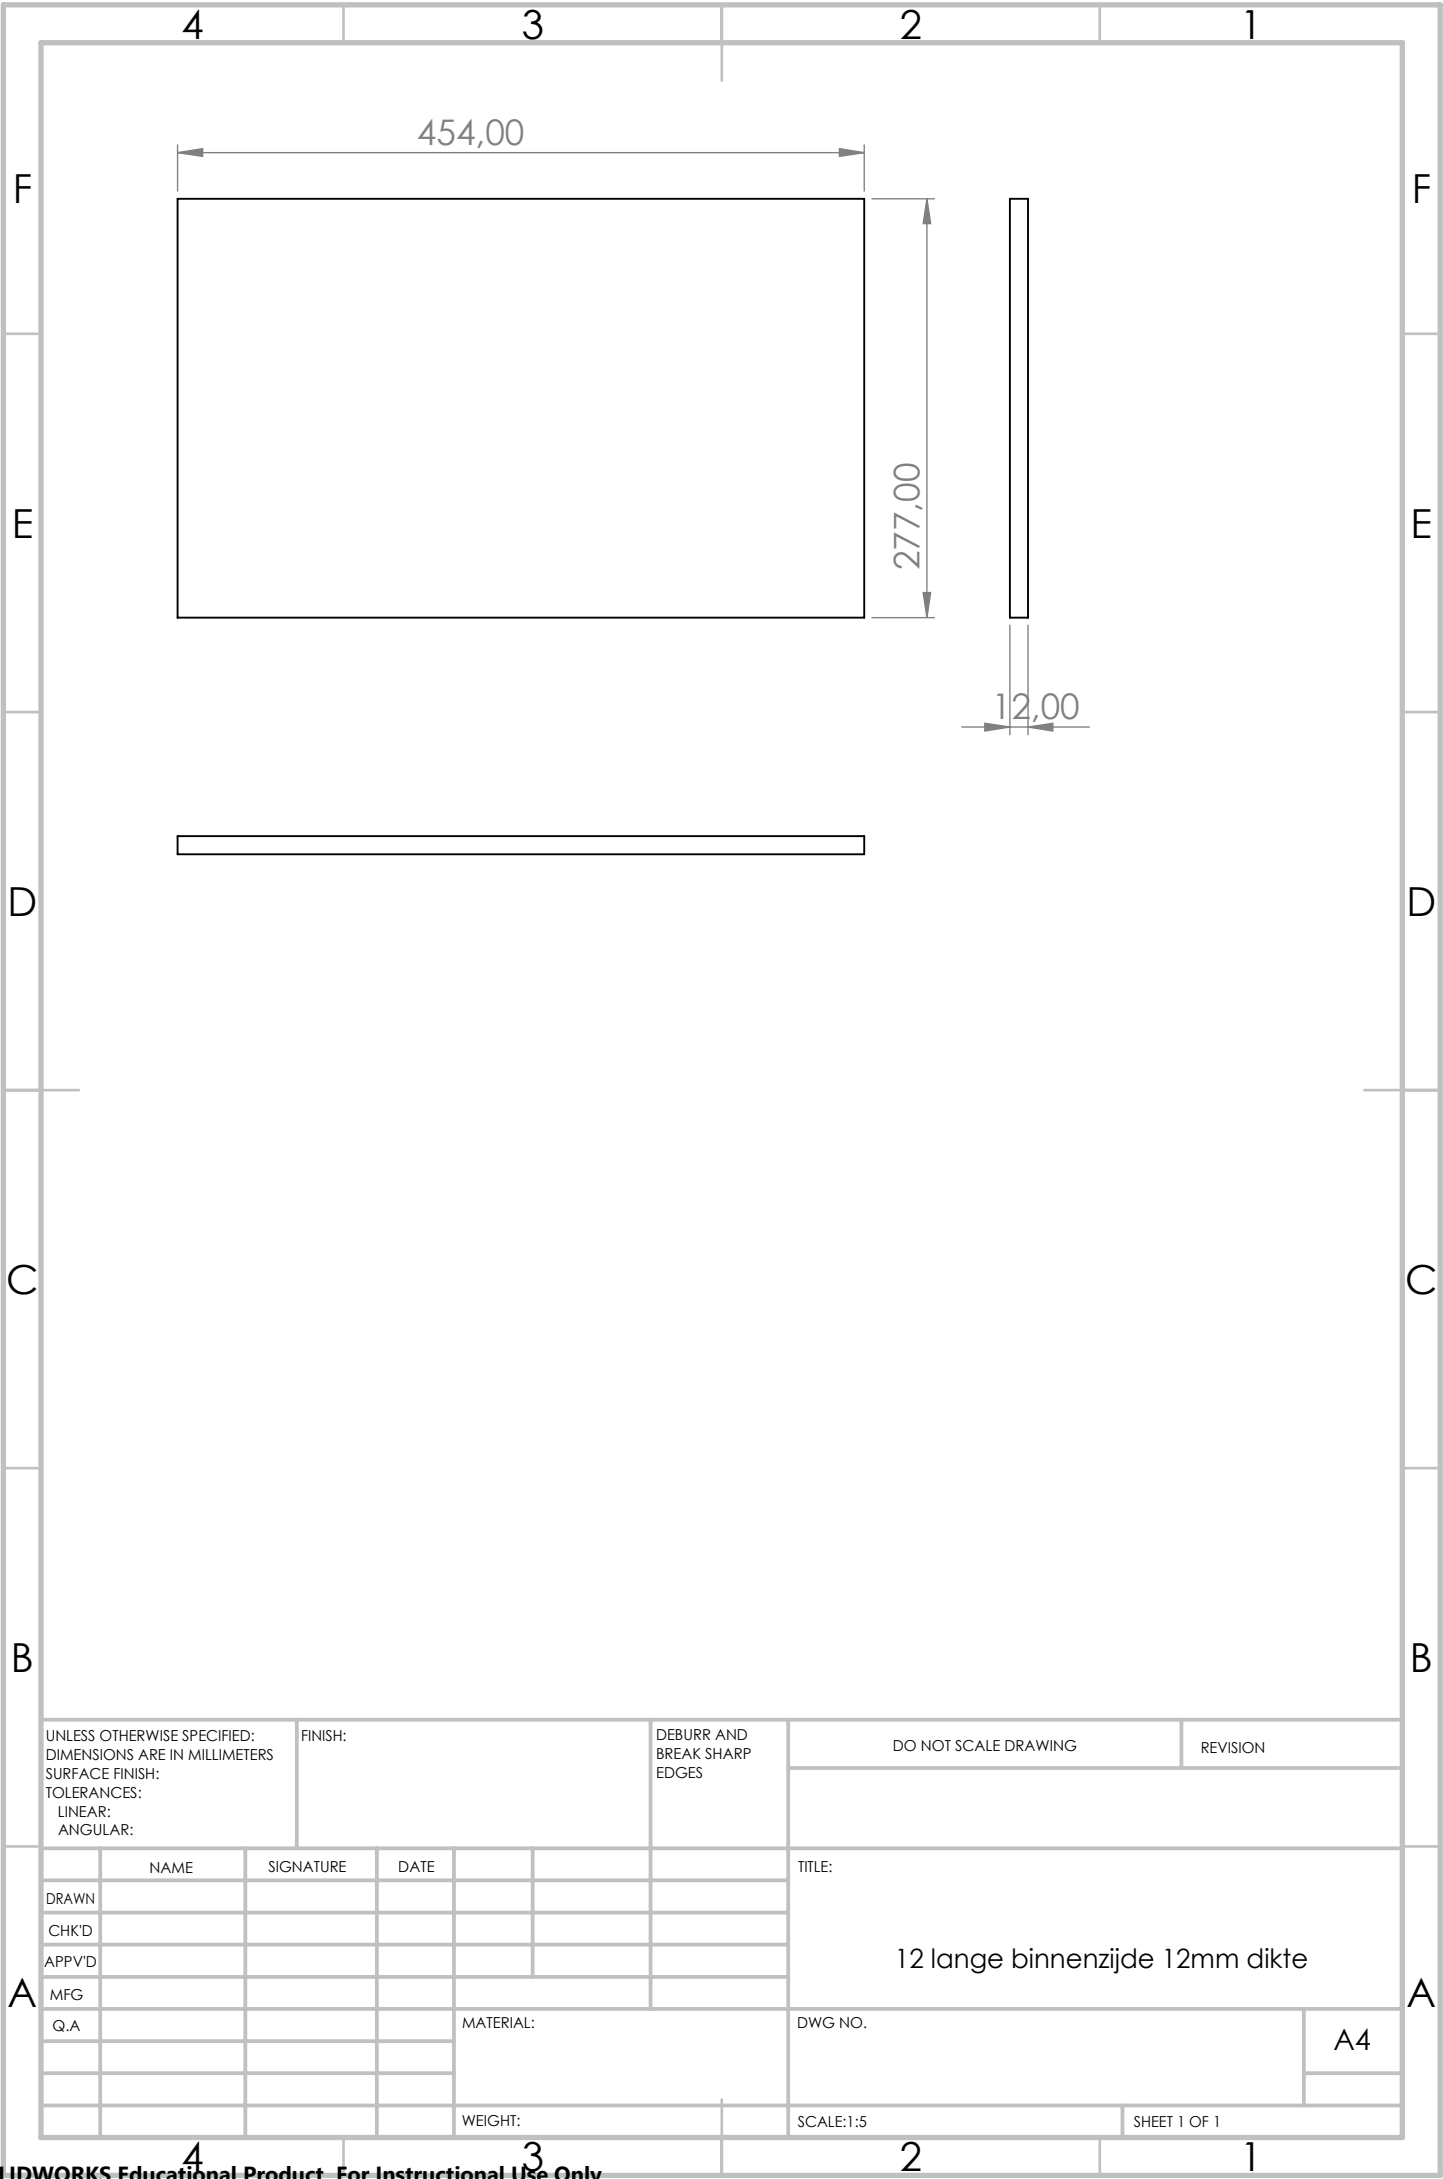 4 3 2 1
454,00
F F
277,00
E E
12,00
D D
C C
B B
UNLESS OTHERWISE SPECIFIED:
DIMENSIONS ARE IN MILLIMETERS
SURFACE FINISH:
TOLERANCES:
LINEAR:
ANGULAR:
FINISH:
DEBURR AND
BREAK SHARP
EDGES
DO NOT SCALE DRAWING
REVISION
NAME SIGNATURE DATE
DRAWN
CHK'D
APPV'D
MFG
Q.A
TITLE:
12 lange binnenzijde 12mm dikte
A A
MATERIAL:
DWG NO.
A4
WEIGHT:
SCALE:1:5
SHEET 1 OF 1
4 3 2 1
IDWORKS Educational Product. For Instructional Use Only.